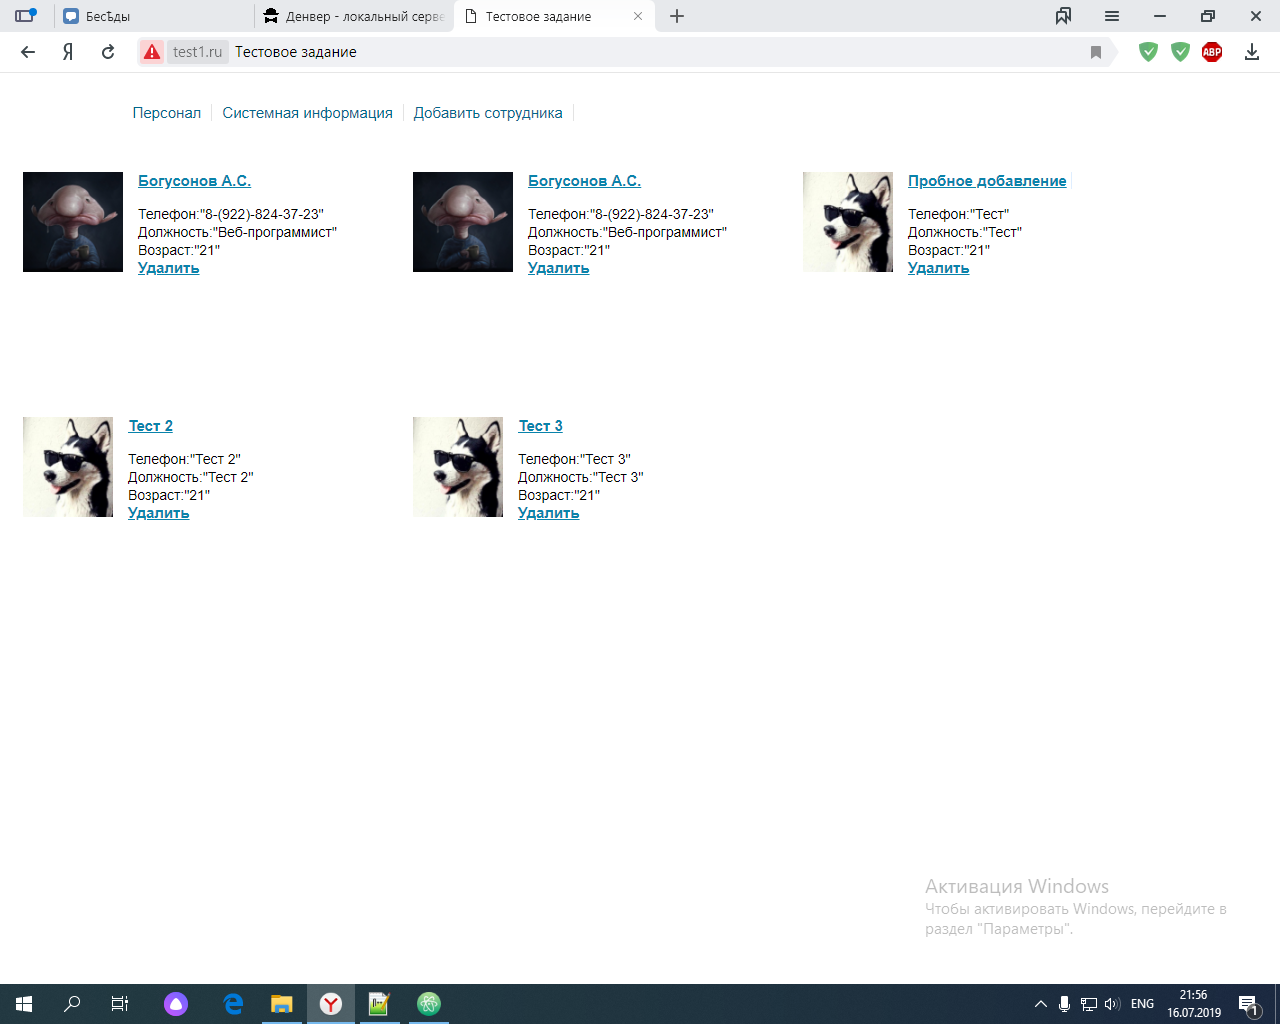 Бесѣды
Денвер - локальный серве
Тестовое задание
Я
test1.ru Тестовое задание
ABP
Персонал
Системная информация
Добавить сотрудника
Богусонов А.С.
Телефон:"8-(922)-824-37-23"
Должность:"Веб-программист"
Возраст:"21"
Удалить
Богусонов А.С.
Телефон:"8-(922)-824-37-23"
Должность:"Веб-программист"
Возраст:"21"
Удалить
Пробное добавление
Телефон:"Тест"
Должность:"Тест"
Возраст:"21"
Удалить
Тест 2
Телефон:"Тест 2"
Должность:"Тест 2"
Возраст:"21"
Удалить
Тест 3
Телефон:"Тест 3"
Должность:"Тест 3"
Возраст:"21"
Удалить
Активация Windows
Чтобы активировать Windows, перейдите в
раздел "Параметры".
ENG
21:56
16.07.2019
1